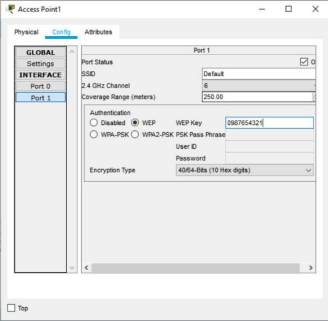 Access Point1
Physical Config Attributes
GLOBAL
Settings
INTERFACE
Port 0
Port 1
Port 1
Port Status
SSID Default
2.4 GHz Channel 6
Coverage Range (meters) 250.00
Authentication
Disabled WEP WEP Key 0987654321
WPA-PSK WPA2-PSK PSK Pass Phrase
User ID
Password
Encryption Type 40/64-Bits (10 Hex digits)
Top